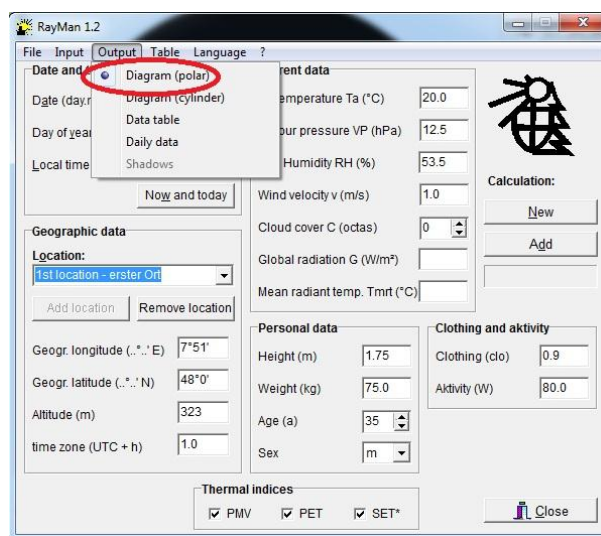 RayMan 1.2
File Input Output Table Language ?
Diagram (polar)
Diagram (cylinder)
Data table
Daily data
Shadows
Date and
Date (day.
Day of year
Local time
Now and today
rent data
emperature Ta (°C) 20.0
our pressure VP (hPa) 12.5
Humidity RH (%) 53.5
Wind velocity v (m/s) 1.0
Cloud cover C (octas) 0
Global radiation G (W/m²)
Mean radiant temp. Tmrt (°C)
Calculation:
New
Add
Geographic data
Location:
1st location - erster Ort
Add location Remove location
Geogr. longitude (..°..' E) 7°51'
Geogr. latitude (..°..' N) 48°0'
Altitude (m) 323
time zone (UTC + h) 1.0
Personal data
Height (m) 1.75
Weight (kg) 75.0
Age (a) 35
Sex m
Clothing and aktivity
Clothing (clo) 0.9
Aktivity (W) 80.0
Thermal indices
PMV PET SET*
Close